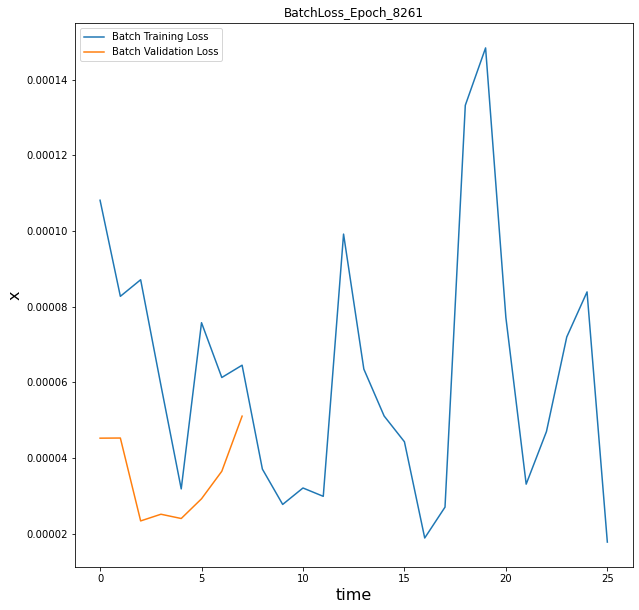 BatchLoss_Epoch_8261
Batch Training Loss
Batch Validation Loss
0.00014
0.00012
0.00010
0.00008
0.00006
0.00004
0.00002
x
0 5 10 15 20 25
time